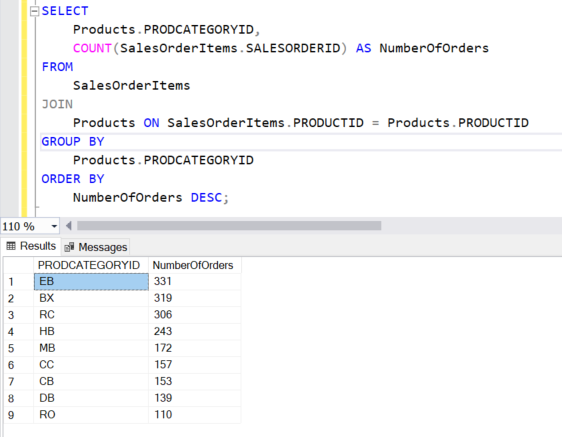 SELECT
Products.PRODCATEGORYID,
COUNT(SalesOrderItems.SALESORDERID) AS NumberOfOrders
FROM
SalesOrderItems
JOIN
Products ON SalesOrderItems.PRODUCTID = Products.PRODUCTID
GROUP BY
Products.PRODCATEGORYID
ORDER BY
NumberOfOrders DESC;
110 %
Results Messages
PRODCATEGORYID NumberOfOrders
1 EB 331
2 BX 319
3 RC 306
4 HB 243
5 MB 172
6 CC 157
7 CB 153
8 DB 139
9 RO 110